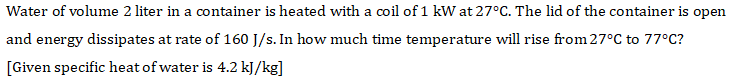 Water of volume 2 liter in a container is heated with a coil of 1 kW at 27°C. The lid of the container is open
and energy dissipates at rate of 160 J/s. In how much time temperature will rise from 27°C to 77°C?
[Given specific heat of water is 4.2 kJ/kg]